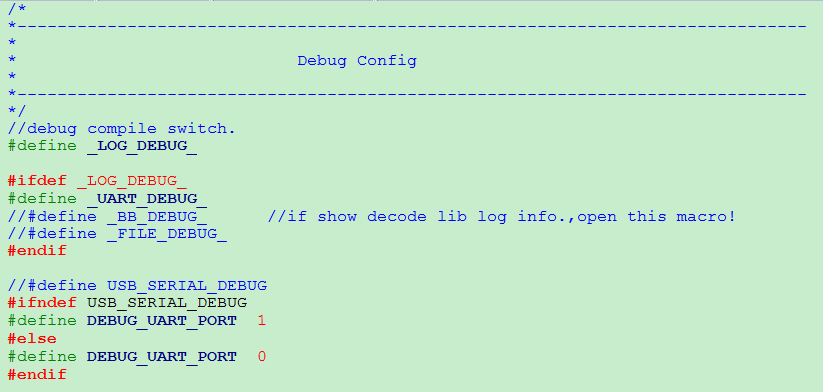 /*
*-------------------------------------------------------------------------------
*
*                            Debug Config
*
*-------------------------------------------------------------------------------
*/
//debug compile switch.
#define _LOG_DEBUG_

#ifdef _LOG_DEBUG_
#define _UART_DEBUG_
//#define _BB_DEBUG_      //if show decode lib log info.,open this macro!
//#define _FILE_DEBUG_
#endif

//#define USB_SERIAL_DEBUG
#ifndef USB_SERIAL_DEBUG
#define DEBUG_UART_PORT  1
#else
#define DEBUG_UART_PORT  0
#endif